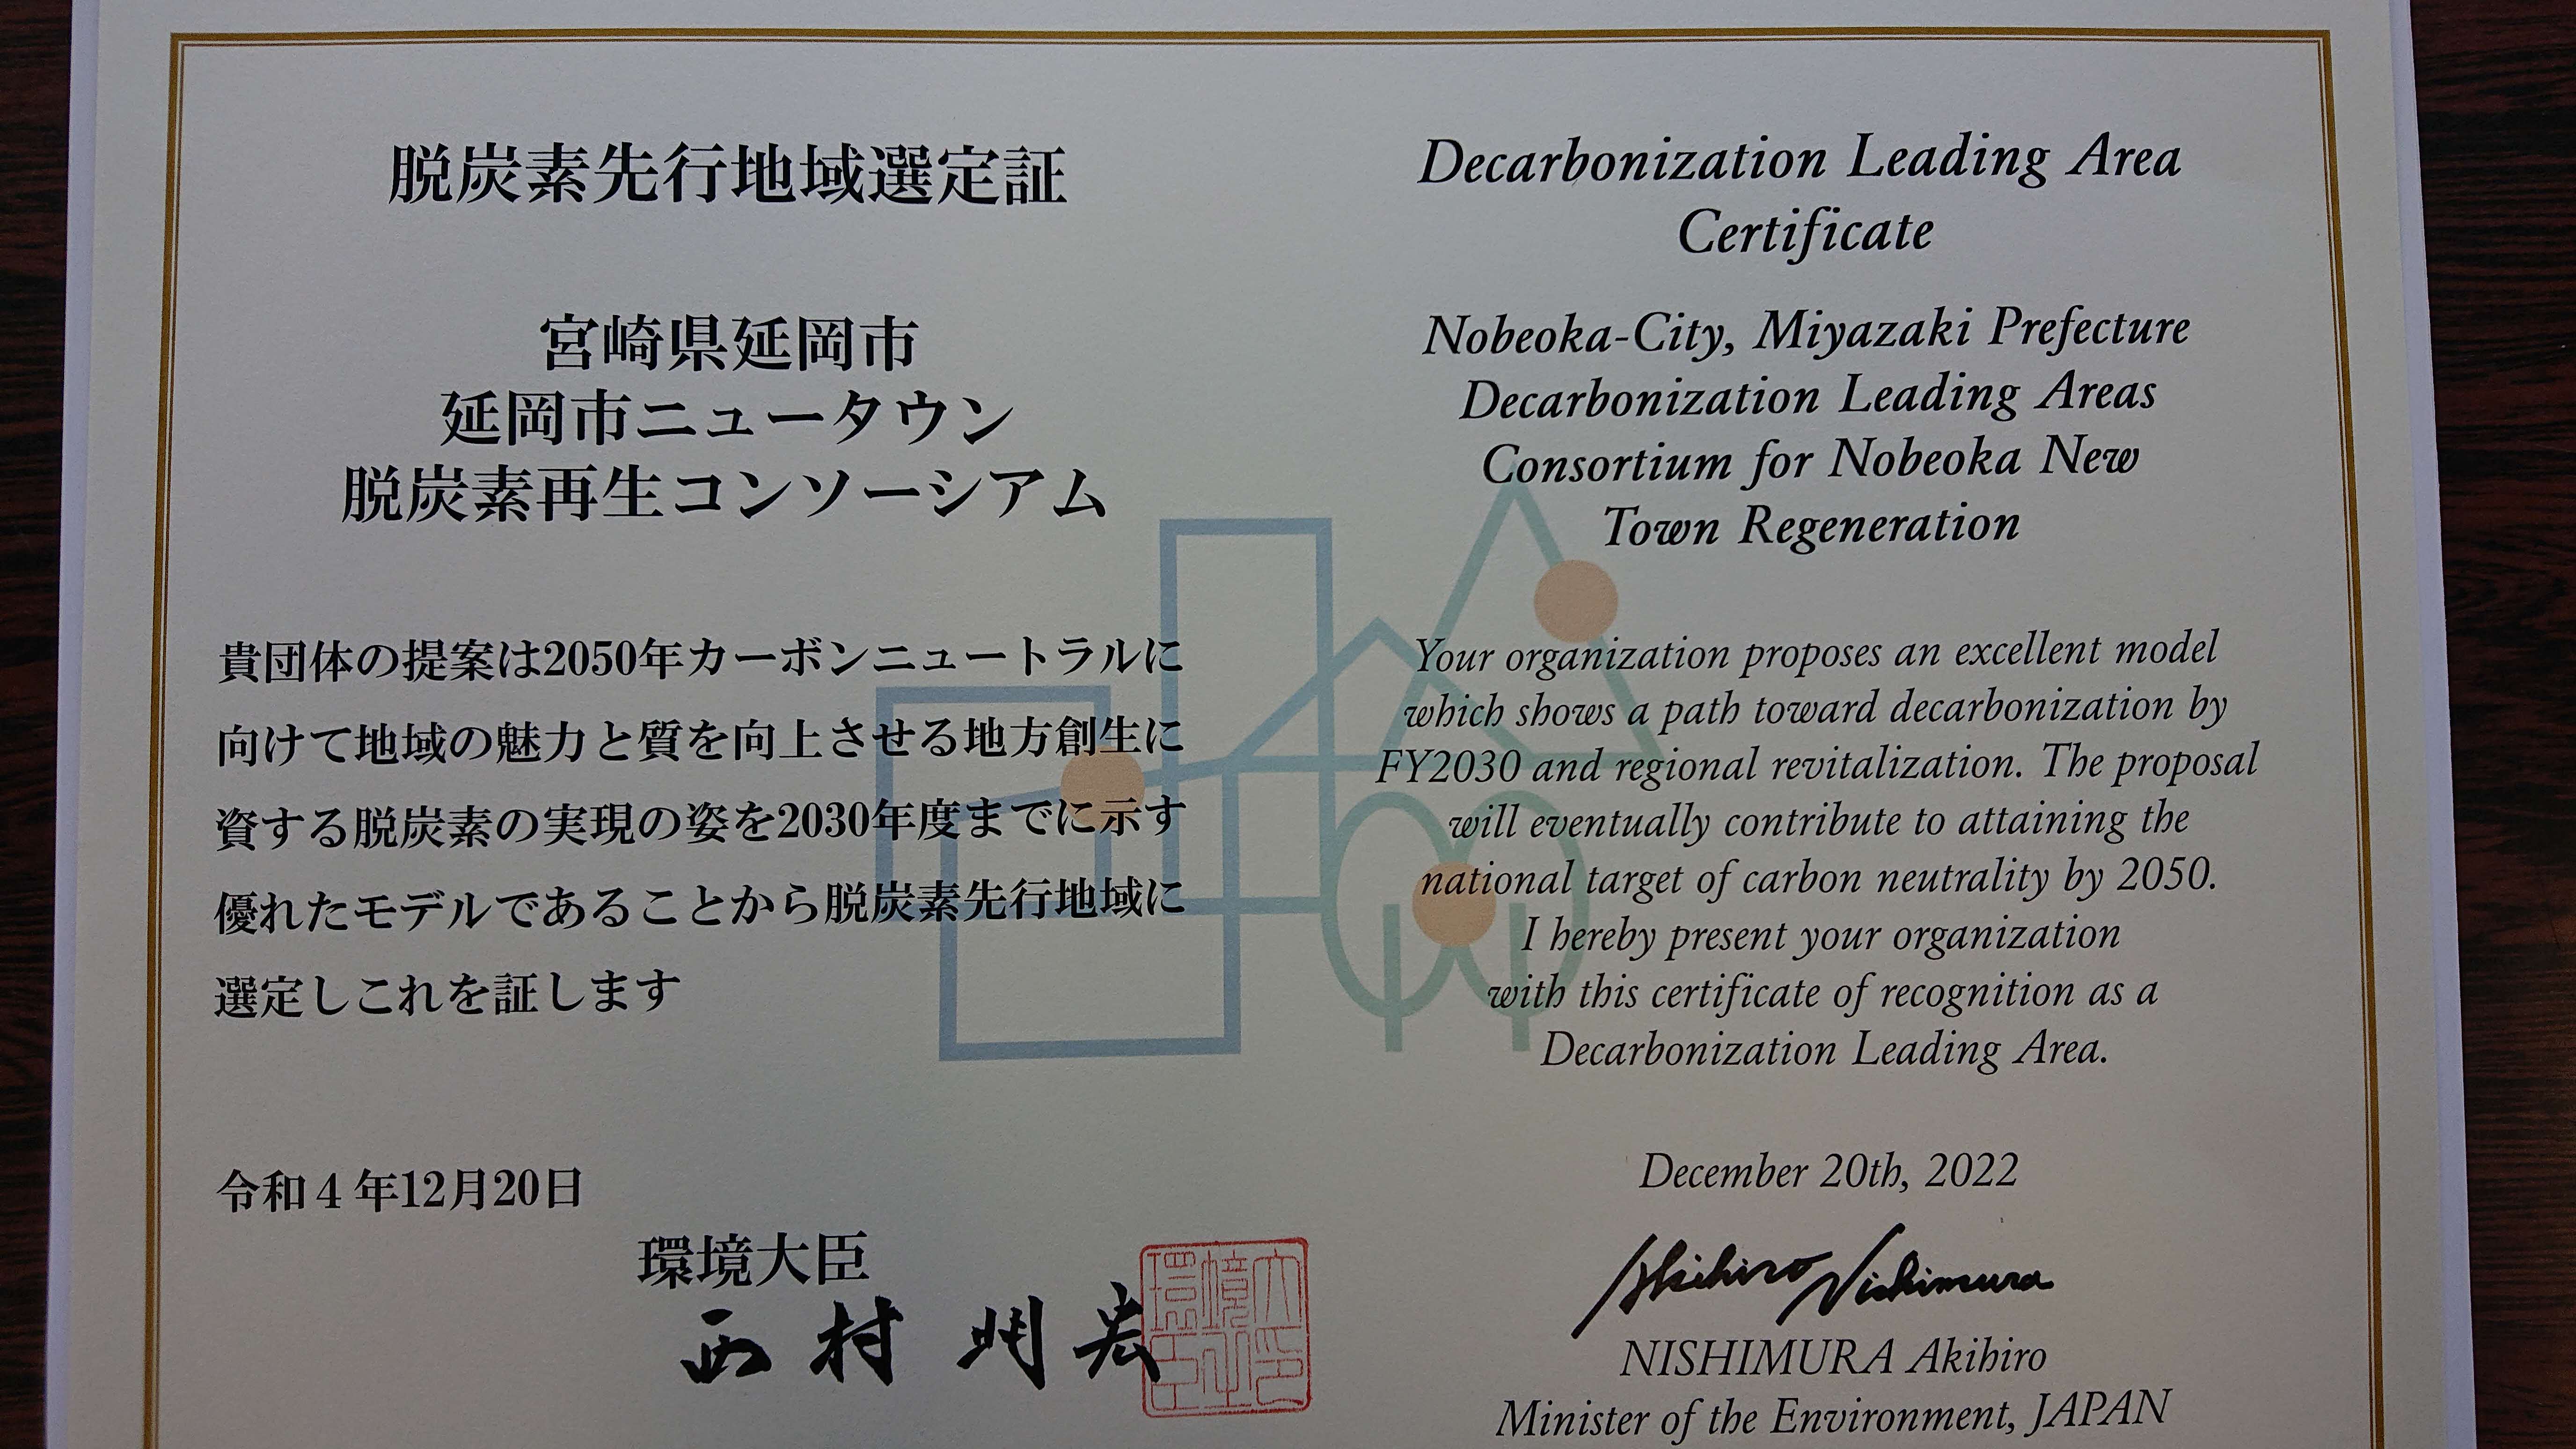 脱炭素先行地域選定証
宮崎県延岡市
延岡市ニュータウン
脱炭素再生コンソーシアム
貴団体の提案は2050年カーボンニュートラルに
向けて地域の魅力と質を向上させる地方創生に
資する脱炭素の実現の姿を2030年度までに示す
優れたモデルであることから脱炭素先行地域に
選定しこれを証します
令和4年12月20日
環境大臣
西村明宏
環境大臣之印
Decarbonization Leading Area
Certificate
Nobeoka-City, Miyazaki Prefecture
Decarbonization Leading Areas
Consortium for Nobeoka New
Town Regeneration
Your organization proposes an excellent model
which shows a path toward decarbonization by
FY2030 and regional revitalization. The proposal
will eventually contribute to attaining the
national target of carbon neutrality by 2050.
I hereby present your organization
with this certificate of recognition as a
Decarbonization Leading Area.
December 20th, 2022
Akihiro Nishimura
NISHIMURA Akihiro
Minister of the Environment, JAPAN